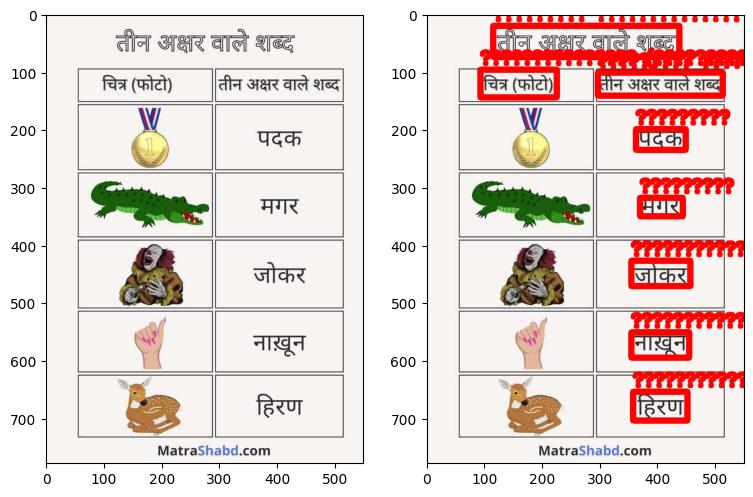 0
100
200
300
400
500
600
700
तीन अक्षर वाले शब्द
चित्र (फोटो) तीन अक्षर वाले शब्द
पदक
मगर
जोकर
नाख़ून
हिरण
MatraShabd.com
0 100 200 300 400 500
0
100
200
300
400
500
600
700
तीन अक्षर वाले शब्द
चित्र (फोटो) तीन अक्षर वाले शब्द
पदक
मगर
जोकर
नाख़ून
हिरण
MatraShabd.com
0 100 200 300 400 500